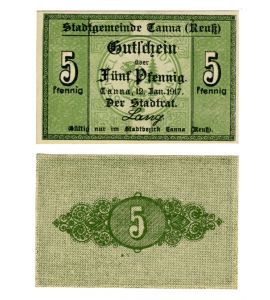 Stadtgemeinde Tanna (Reuß)
Gutschein
über
5 Fünf Pfennig. 5
Pfennig Pfennig
Tanna, 12. Jan. 1917.
Der Stadtrat.
Lang
Gültig nur im Stadtbezirk Tanna (Reuß).
5